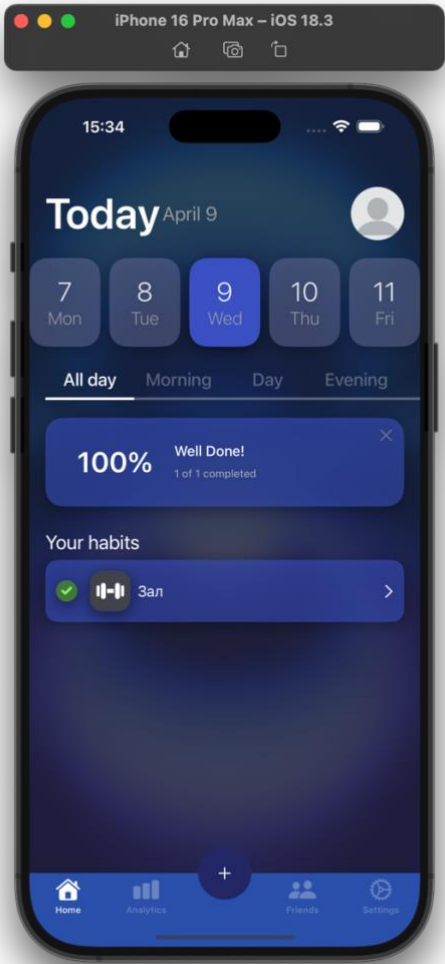 iPhone 16 Pro Max – iOS 18.3
15:34
Today April 9
7 8 9 10 11
Mon Tue Wed Thu Fri
All day Morning Day Evening
100%
Well Done!
1 of 1 completed
Your habits
Зал
+
Home Analytics Friends Settings